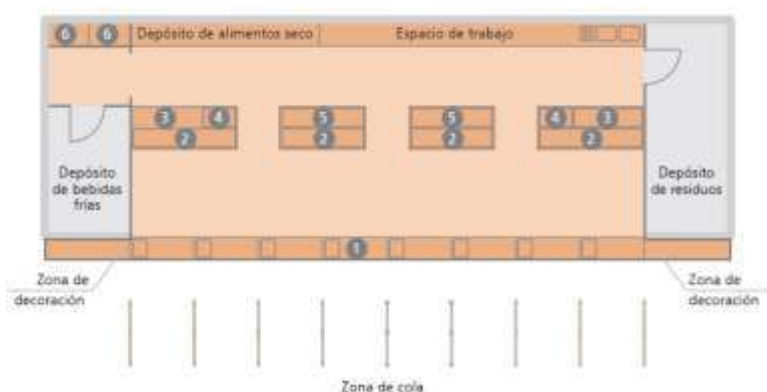 6 6 Depósito de alimentos seco Espacio de trabajo
3 4 5 5 4 3
2 2 2 2
Depósito
de bebidas
frías
Depósito
de residuos
1
Zona de
decoración
Zona de
decoración
Zona de cola